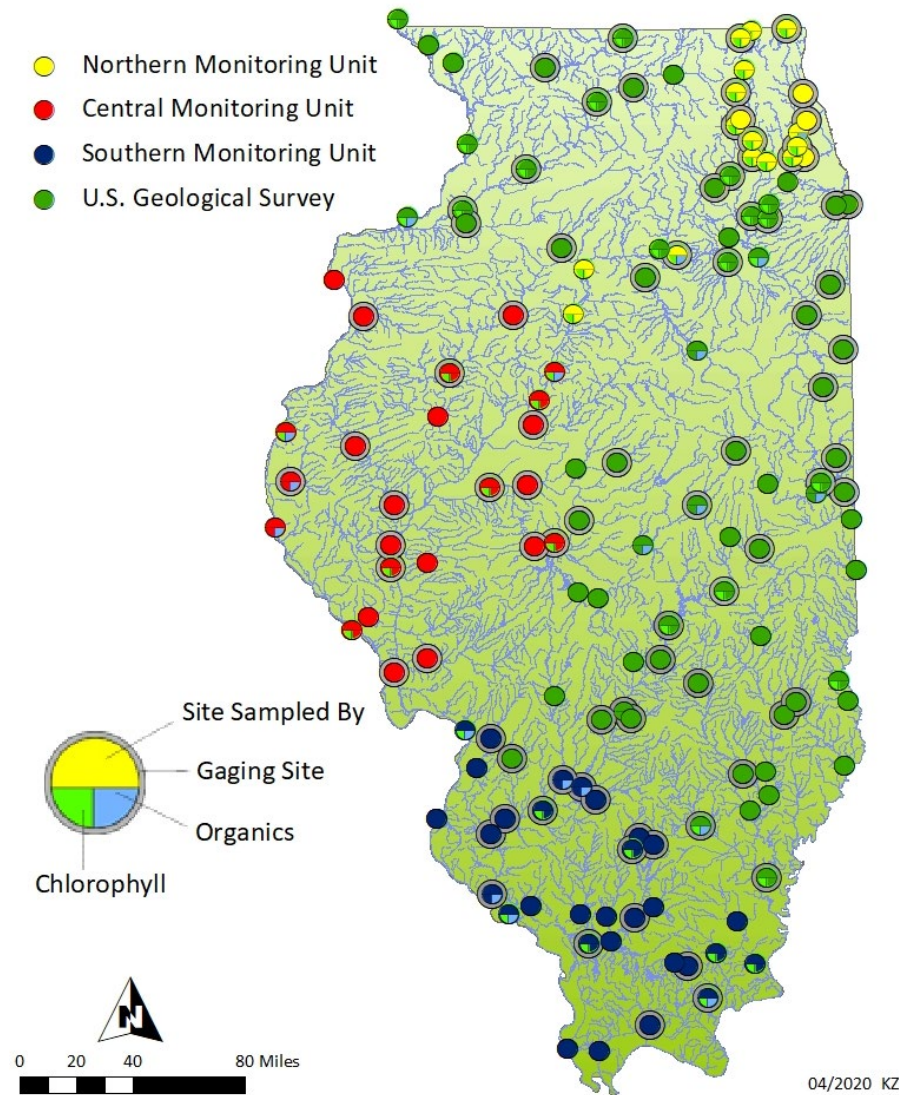 Northern Monitoring Unit
Central Monitoring Unit
Southern Monitoring Unit
U.S. Geological Survey
Site Sampled By
Gaging Site
Organics
Chlorophyll
N
0 20 40 80 Miles
04/2020 KZ